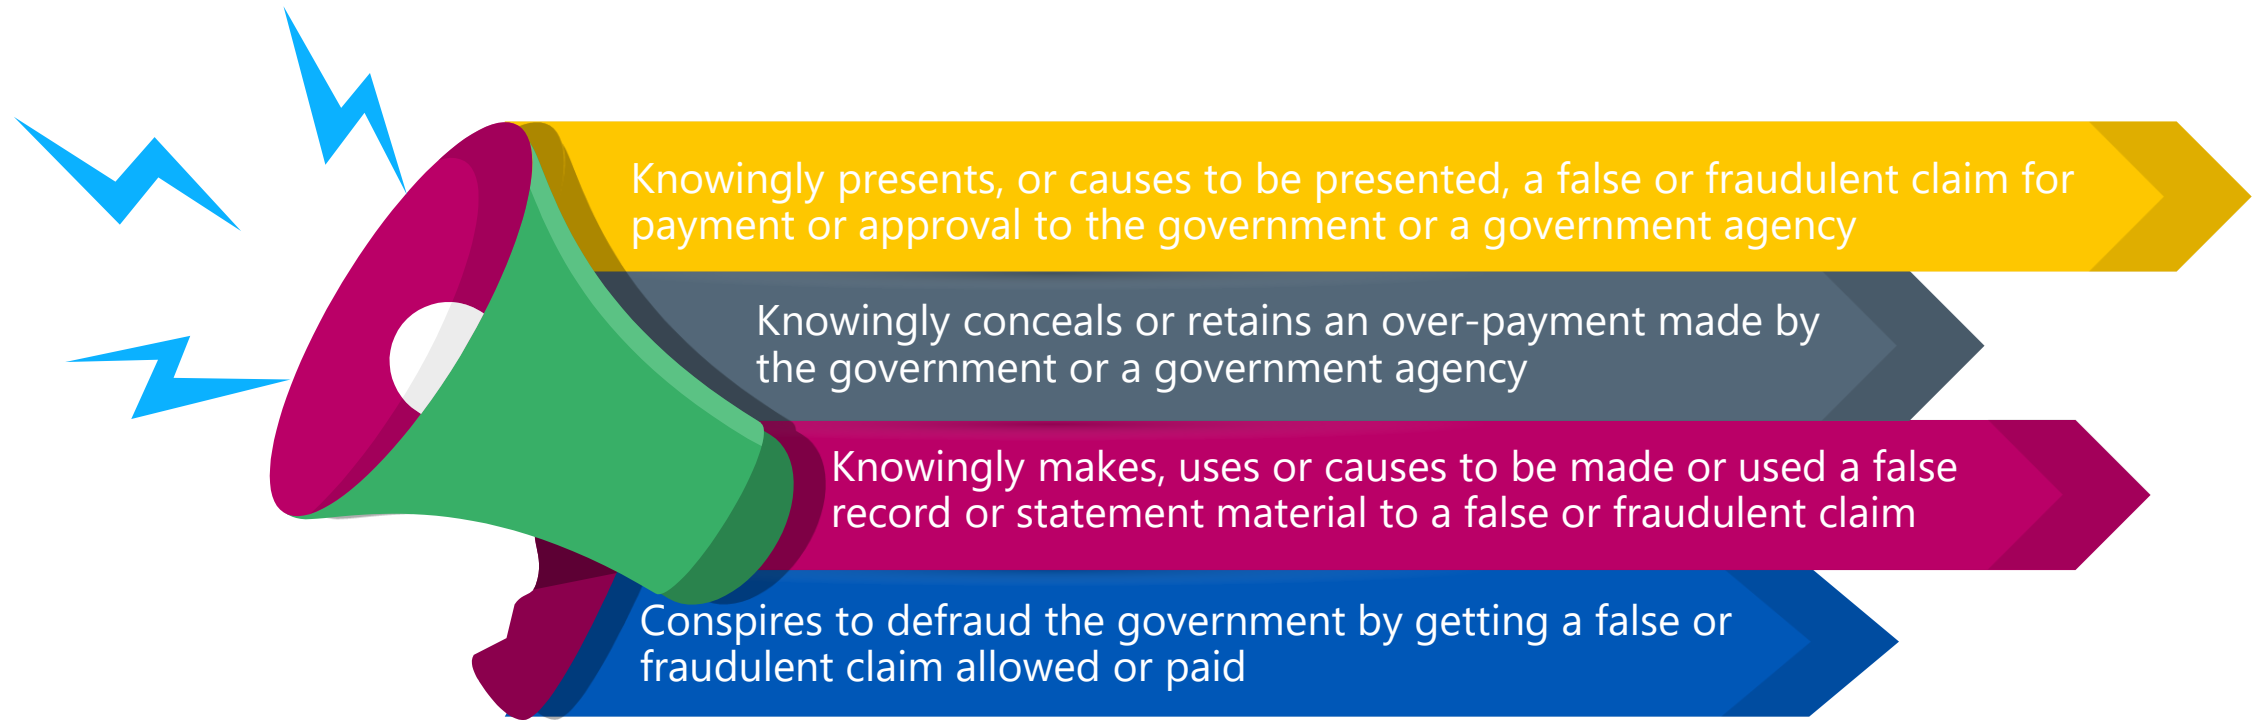 Knowingly presents, or causes to be presented, a false or fraudulent claim for
payment or approval to the government or a government agency
Knowingly conceals or retains an over-payment made by
the government or a government agency
Knowingly makes, uses or causes to be made or used a false
record or statement material to a false or fraudulent claim
Conspires to defraud the government by getting a false or
fraudulent claim allowed or paid